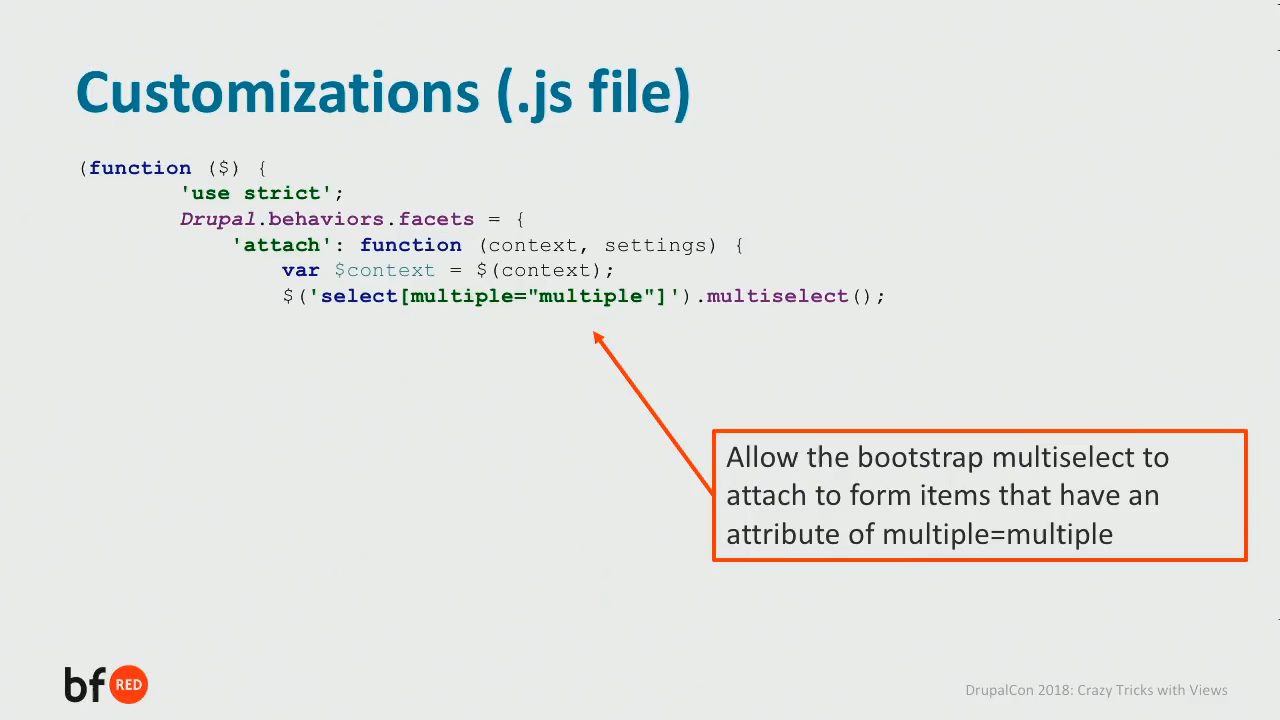 Customizations (.js file)
(function ($) {
'use strict';
Drupal.behaviors.facets = {
'attach': function (context, settings) {
var $context = $(context);
$('select[multiple="multiple"]').multiselect();
Allow the bootstrap multiselect to
attach to form items that have an
attribute of multiple=multiple
bf RED
DrupalCon 2018: Crazy Tricks with Views